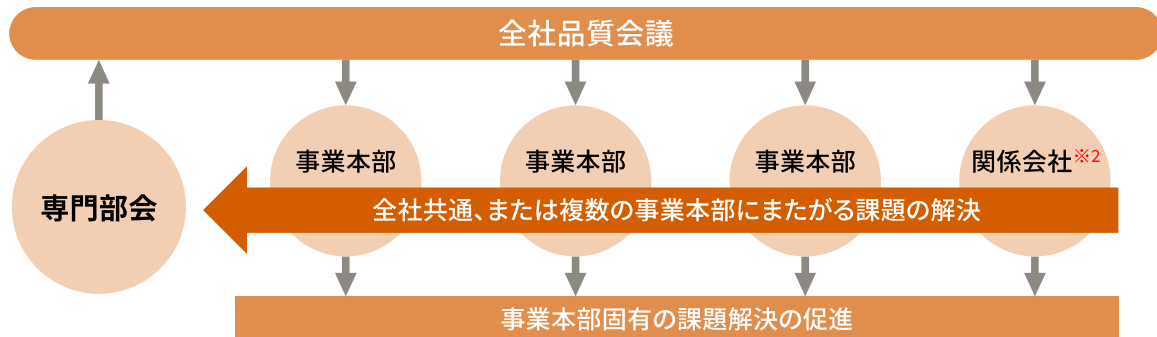 全社品質会議
専門部会
事業本部
事業本部
事業本部
関係会社※2
全社共通、または複数の事業本部にまたがる課題の解決
事業本部固有の課題解決の促進